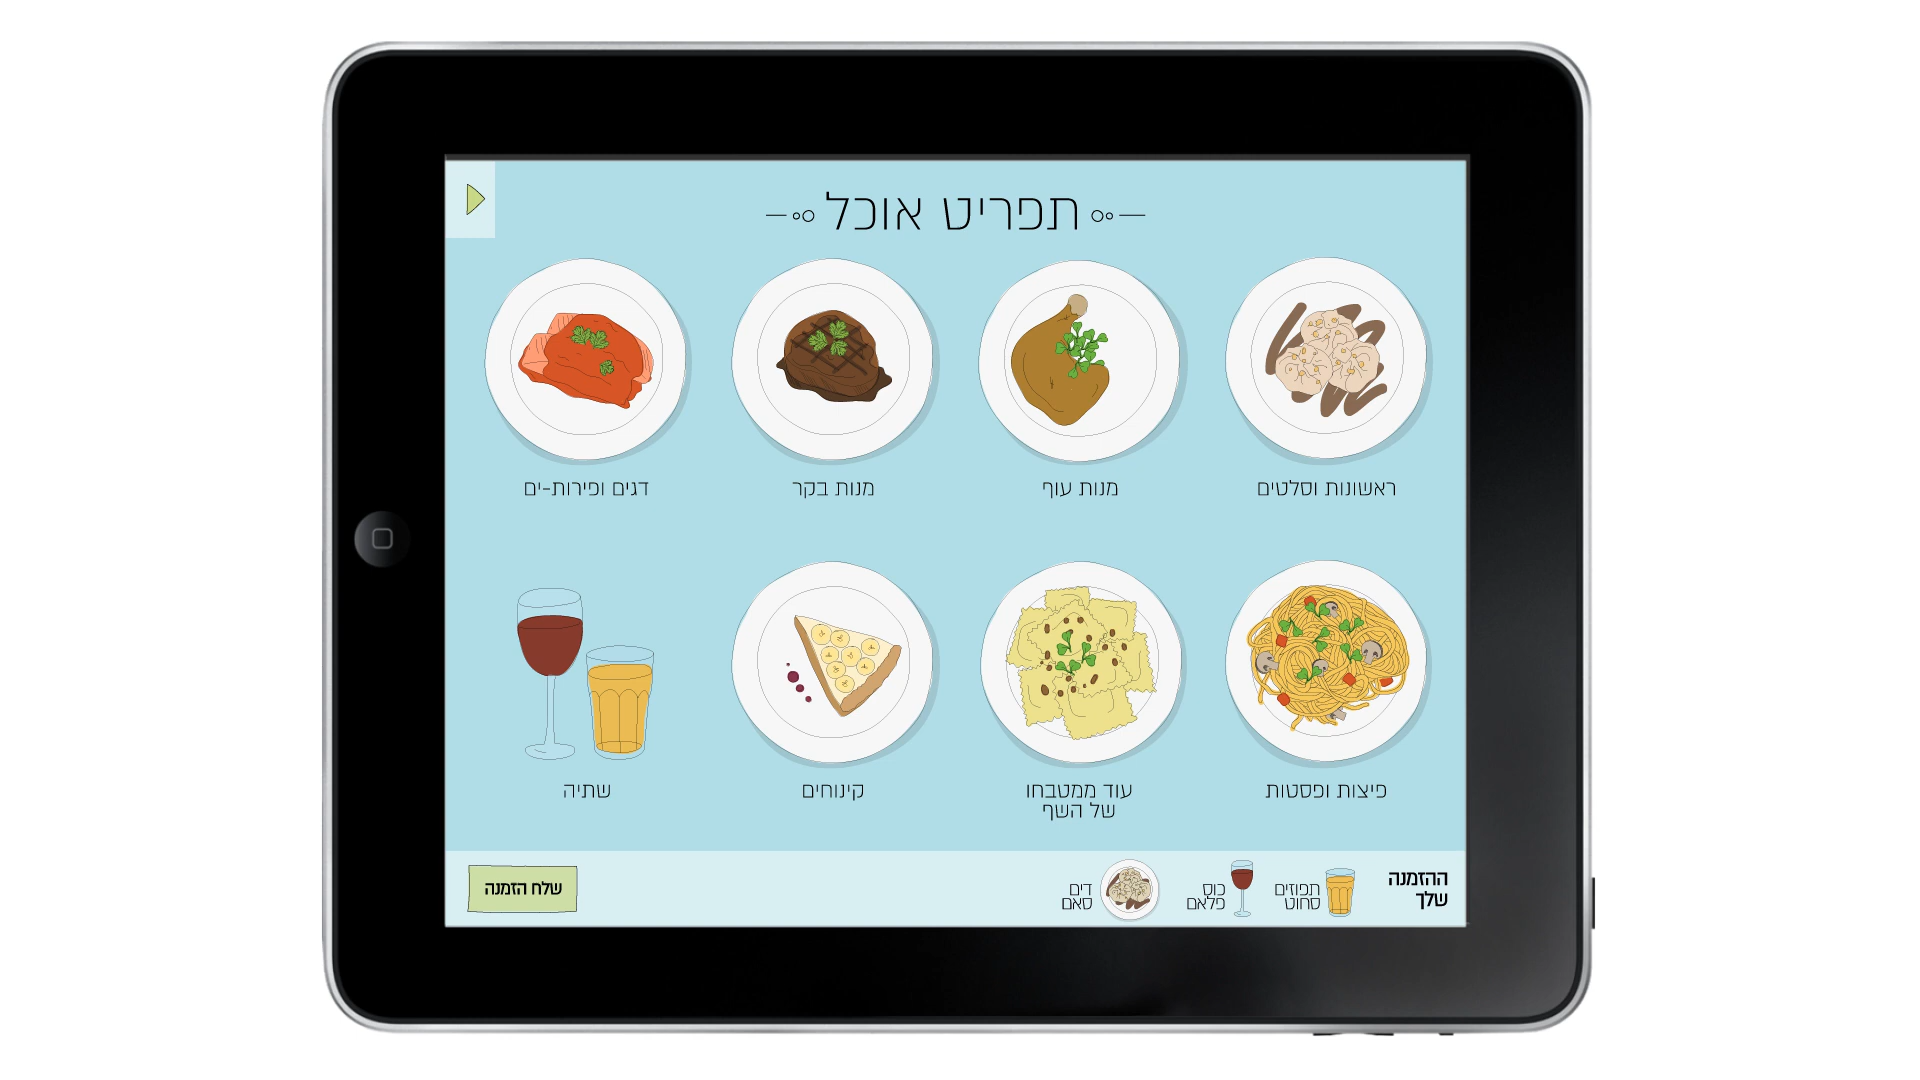 תפריט אוכל
ראשונות וסלטים
מנות עוף
מנות בקר
דגים ופירות-ים
פיצות ופסטות
עוד ממטבחו
של השף
קינוחים
שתיה
ההזמנה
שלך
תפוזים
סחוט
כוס
פלאם
דים
סאם
שלח הזמנה